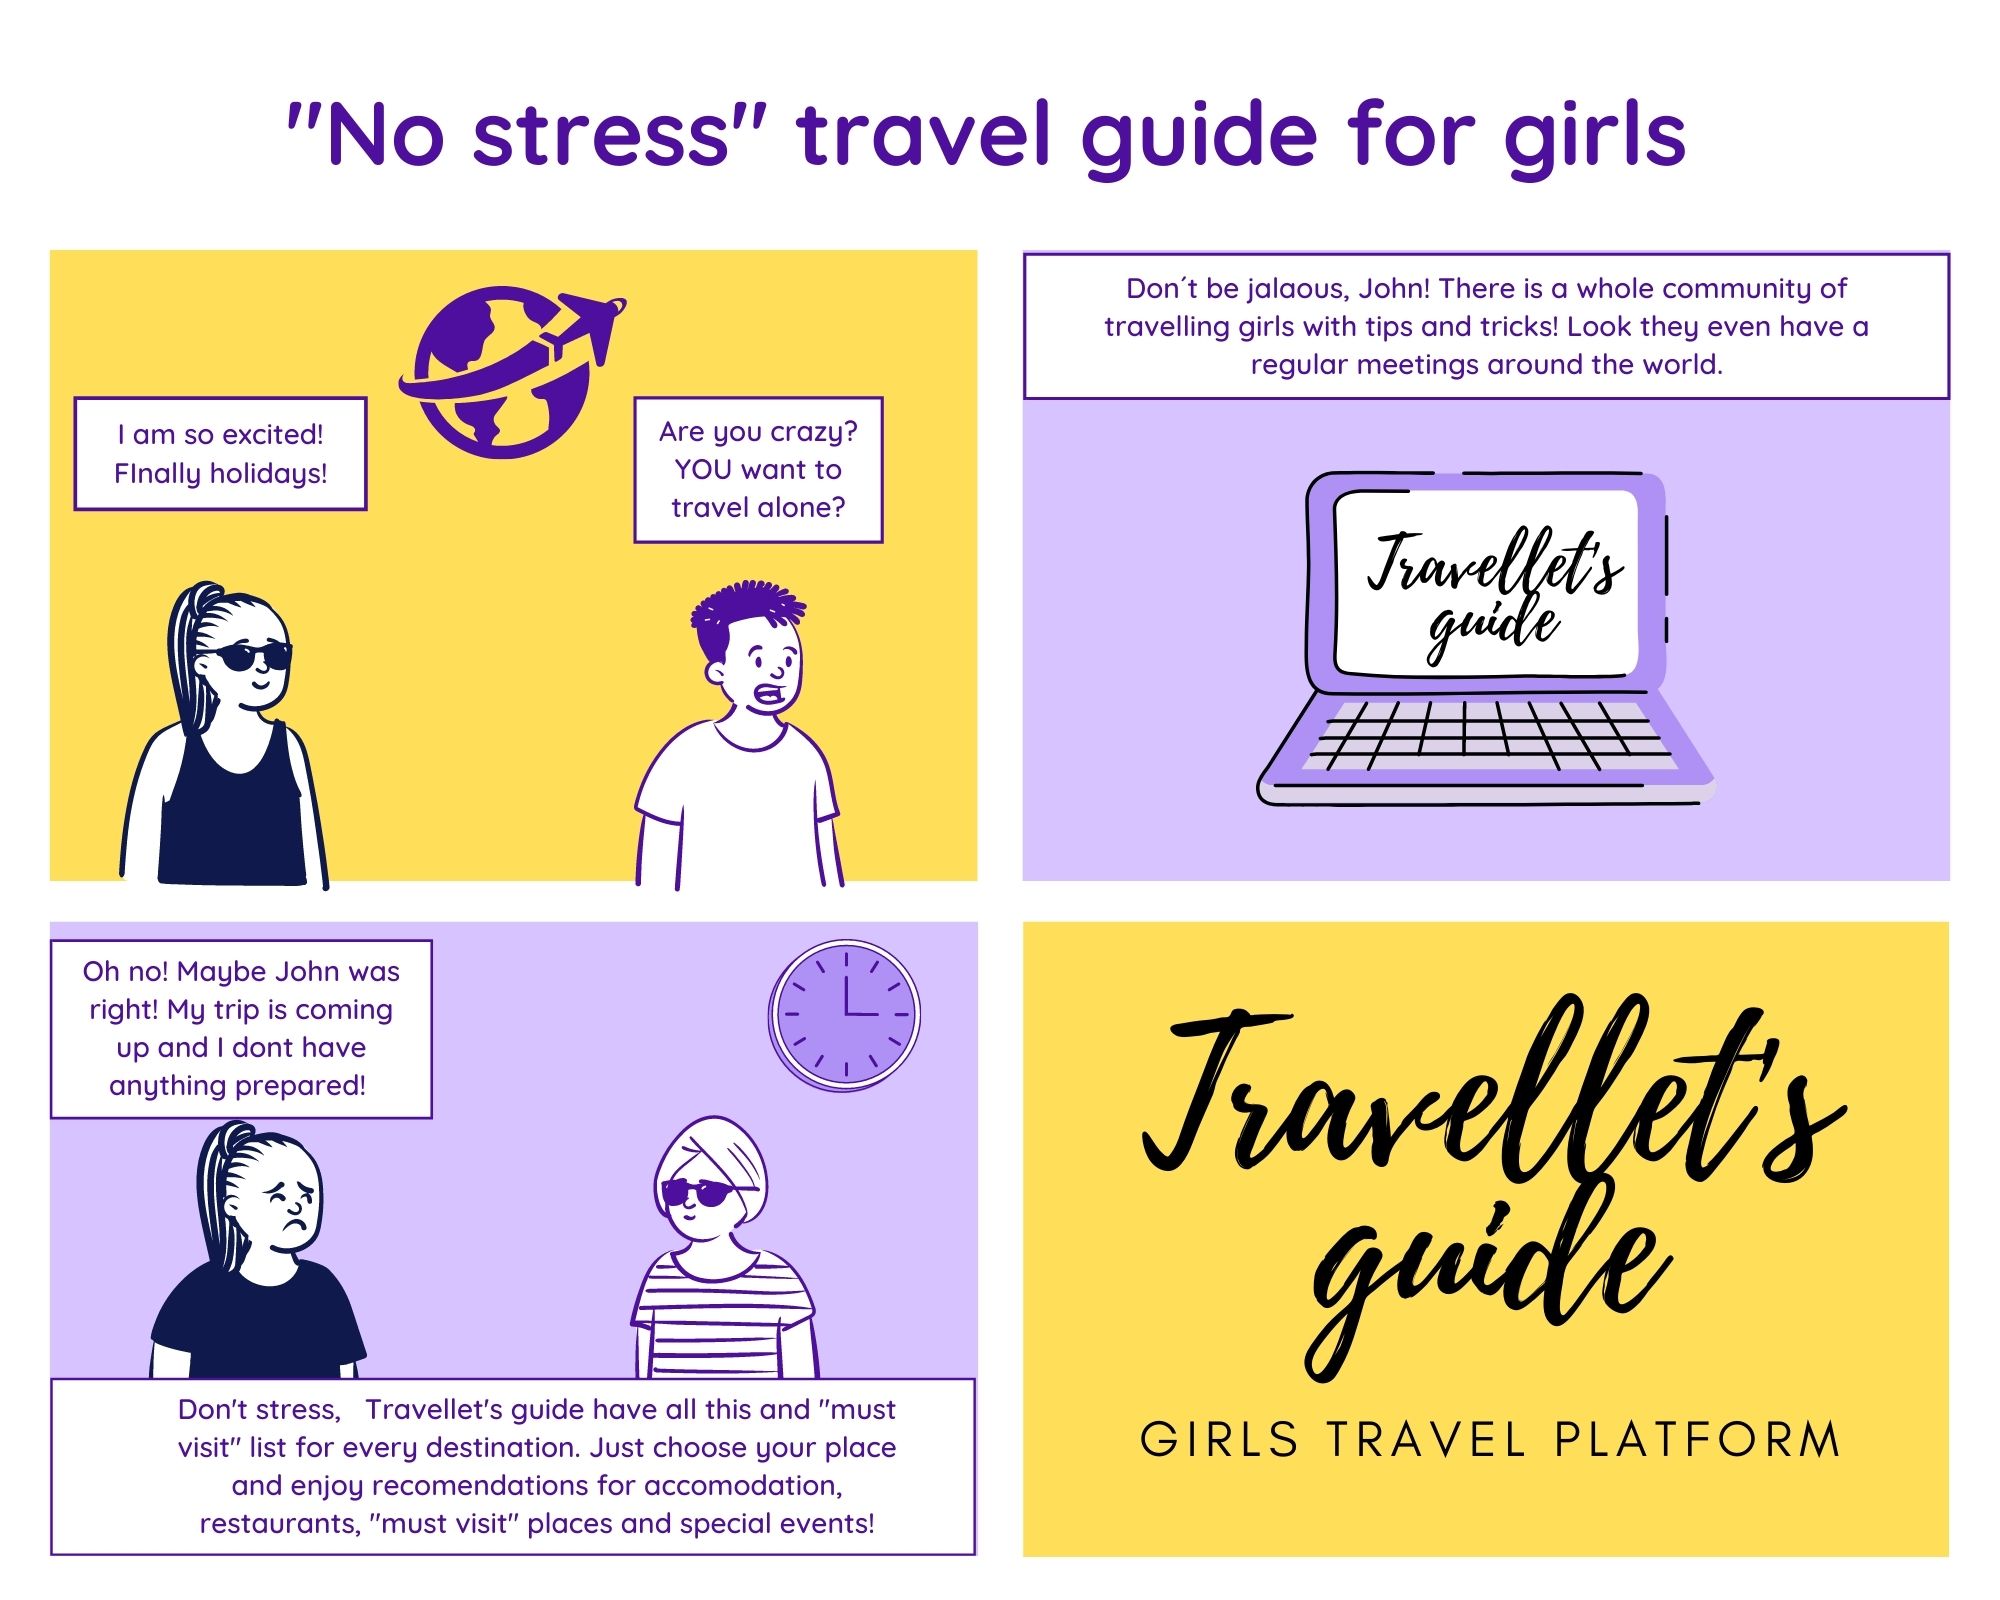 "No stress" travel guide for girls
I am so excited!
FInally holidays!
Are you crazy?
YOU want to
travel alone?
Don´t be jalaous, John! There is a whole community of
travelling girls with tips and tricks! Look they even have a
regular meetings around the world.
Travellet's
guide
Oh no! Maybe John was
right! My trip is coming
up and I dont have
anything prepared!
Don't stress,   Travellet's guide have all this and "must
visit" list for every destination. Just choose your place
and enjoy recomendations for accomodation,
restaurants, "must visit" places and special events!
Travellet's
guide
GIRLS TRAVEL PLATFORM